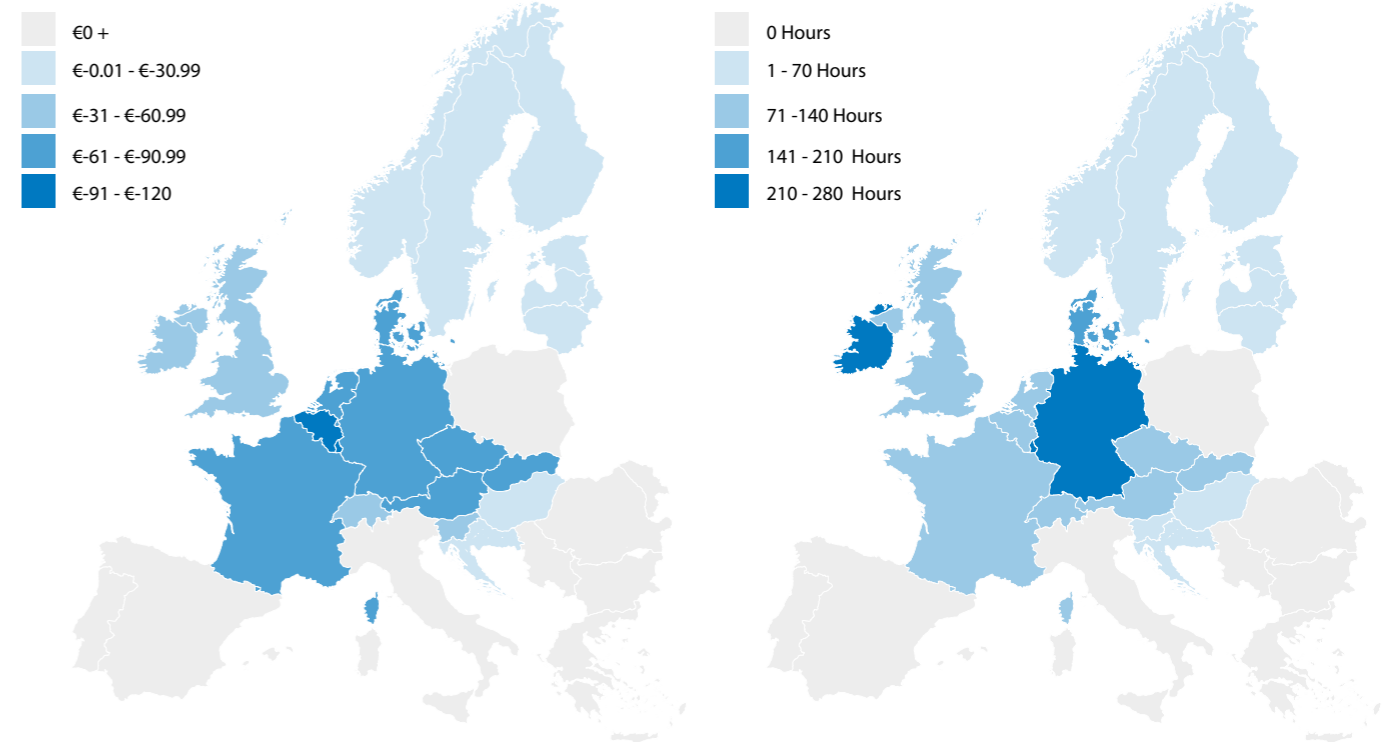 €0 +
€-0.01 - €-30.99
€-31 - €-60.99
€-61 - €-90.99
€-91 - €-120
0 Hours
1 - 70 Hours
71 -140 Hours
141 - 210 Hours
210 - 280 Hours